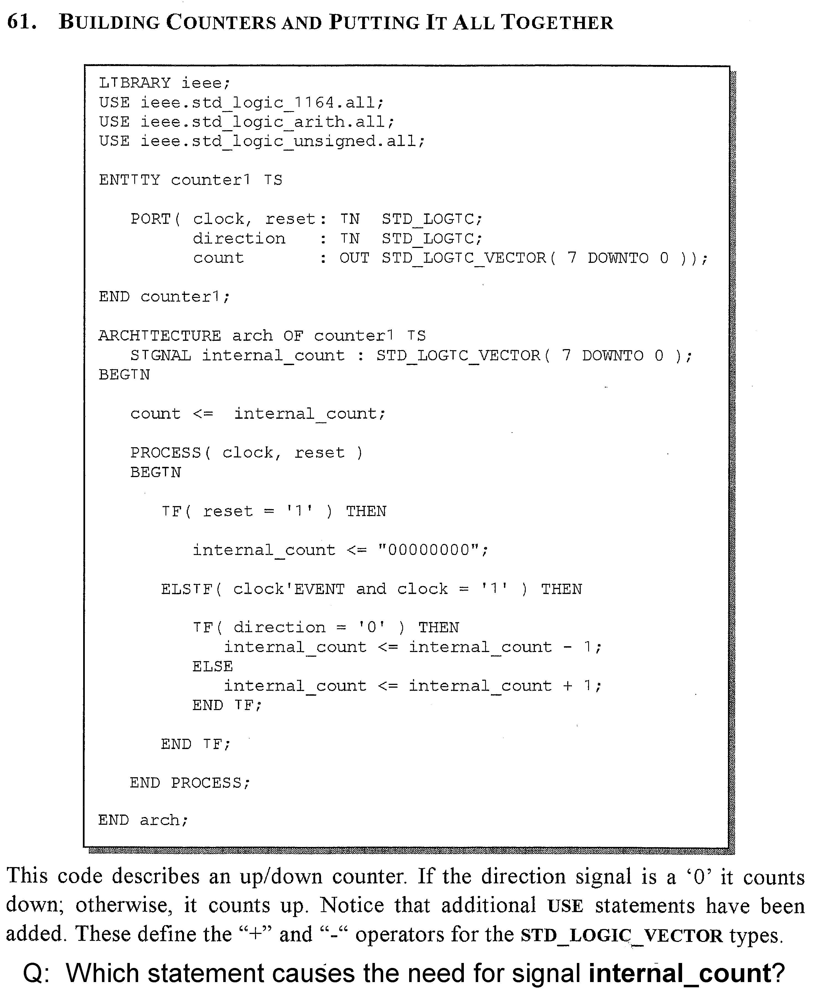 61. BUILDING COUNTERS AND PUTTING IT ALL TOGETHER
LIBRARY ieee;
USE ieee.std_logic_1164.all;
USE ieee.std_logic_arith.all;
USE ieee.std_logic_unsigned.all;
ENTITY counter1 IS
PORT( clock, reset: IN STD_LOGIC;
direction : IN STD_LOGIC;
count : OUT STD_LOGIC_VECTOR( 7 DOWNTO 0 ));
END counter1;
ARCHITECTURE arch OF counter1 IS
SIGNAL internal_count : STD_LOGIC_VECTOR( 7 DOWNTO 0 );
BEGIN
count <= internal_count;
PROCESS( clock, reset )
BEGIN
IF( reset = '1' ) THEN
internal_count <= "00000000";
ELSIF( clock'EVENT and clock = '1' ) THEN
IF( direction = '0' ) THEN
internal_count <= internal_count - 1;
ELSE
internal_count <= internal_count + 1;
END IF;
END IF;
END PROCESS;
END arch;
This code describes an up/down counter. If the direction signal is a ‘0’ it counts
down; otherwise, it counts up. Notice that additional USE statements have been
added. These define the “+” and “-“ operators for the STD_LOGIC_VECTOR types.
Q: Which statement causes the need for signal internal_count?